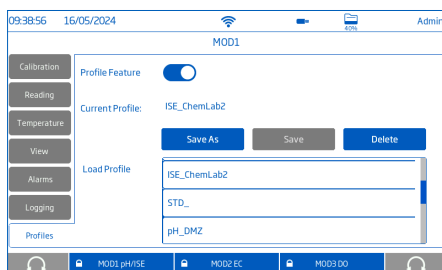 09:38:56 16/05/2024 40% Admin
MOD1
Calibration
Reading
Temperature
View
Alarms
Logging
Profiles
Profile Feature
Current Profile: ISE_ChemLab2
Save As Save Delete
Load Profile
ISE_ChemLab2
STD_
pH_DMZ
MOD1 pH/ISE MOD2 EC MOD3 DO